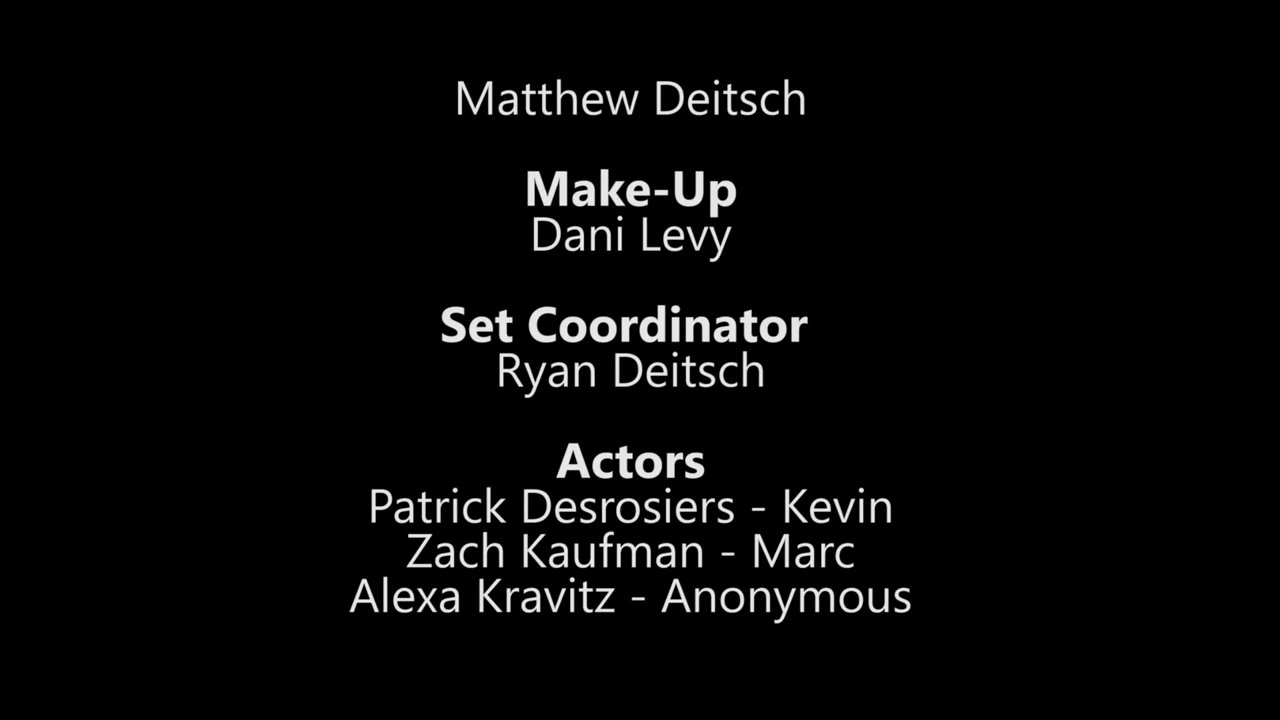 Matthew Deitsch
Make-Up
Dani Levy
Set Coordinator
Ryan Deitsch
Actors
Patrick Desrosiers - Kevin
Zach Kaufman - Marc
Alexa Kravitz - Anonymous